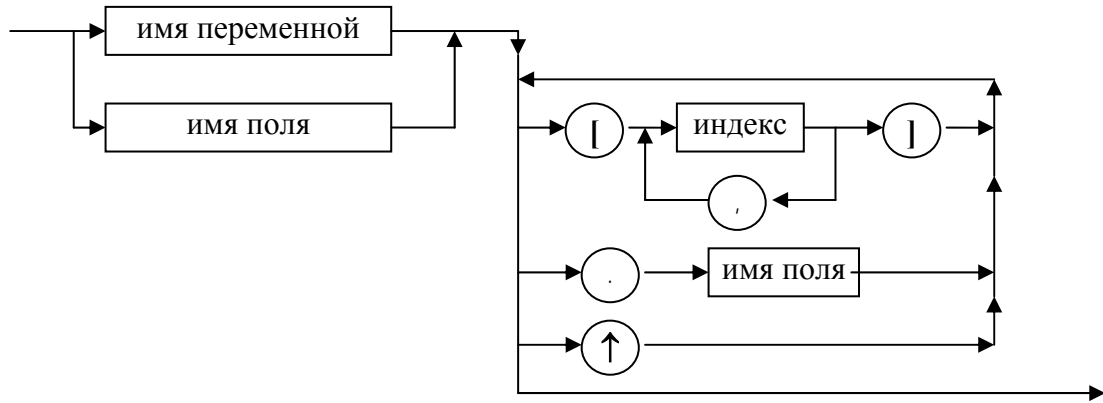 имя переменной
имя поля
[ индекс ]
,
. имя поля
↑